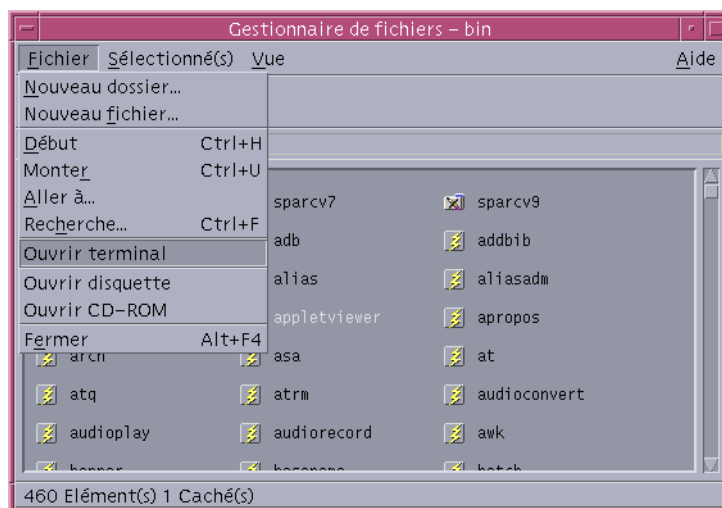 Gestionnaire de fichiers – bin
Fichier Sélectionné(s) Vue Aide
Nouveau dossier...
Nouveau fichier...
Début Ctrl+H
Monter Ctrl+U
Aller à...
Recherche... Ctrl+F
Ouvrir terminal
Ouvrir disquette
Ouvrir CD–ROM
Fermer Alt+F4
sparcv7 sparcv9
adb addbib
alias aliasadm
appletviewer apropos
arch asa at
atq atrm audioconvert
audioplay audiorecord awk
460 Elément(s) 1 Caché(s)